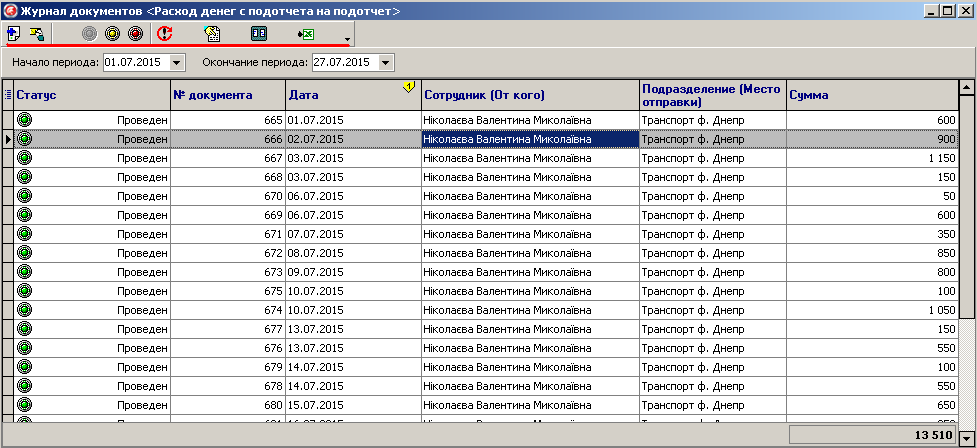 Журнал документов <Расход денег с подотчета на подотчет>
Начало периода: 01.07.2015 Окончание периода: 27.07.2015
Статус № документа Дата 1 Сотрудник (От кого) Подразделение (Место отправки) Сумма
Проведен 665 01.07.2015 Ніколаєва Валентина Миколаївна Транспорт ф. Днепр 600
Проведен 666 02.07.2015 Ніколаєва Валентина Миколаївна Транспорт ф. Днепр 900
Проведен 667 03.07.2015 Ніколаєва Валентина Миколаївна Транспорт ф. Днепр 1 150
Проведен 668 03.07.2015 Ніколаєва Валентина Миколаївна Транспорт ф. Днепр 150
Проведен 670 06.07.2015 Ніколаєва Валентина Миколаївна Транспорт ф. Днепр 50
Проведен 669 06.07.2015 Ніколаєва Валентина Миколаївна Транспорт ф. Днепр 600
Проведен 671 07.07.2015 Ніколаєва Валентина Миколаївна Транспорт ф. Днепр 350
Проведен 672 08.07.2015 Ніколаєва Валентина Миколаївна Транспорт ф. Днепр 850
Проведен 673 09.07.2015 Ніколаєва Валентина Миколаївна Транспорт ф. Днепр 800
Проведен 675 10.07.2015 Ніколаєва Валентина Миколаївна Транспорт ф. Днепр 100
Проведен 674 10.07.2015 Ніколаєва Валентина Миколаївна Транспорт ф. Днепр 1 050
Проведен 677 13.07.2015 Ніколаєва Валентина Миколаївна Транспорт ф. Днепр 150
Проведен 676 13.07.2015 Ніколаєва Валентина Миколаївна Транспорт ф. Днепр 550
Проведен 679 14.07.2015 Ніколаєва Валентина Миколаївна Транспорт ф. Днепр 100
Проведен 678 14.07.2015 Ніколаєва Валентина Миколаївна Транспорт ф. Днепр 550
Проведен 680 15.07.2015 Ніколаєва Валентина Миколаївна Транспорт ф. Днепр 650
13 510